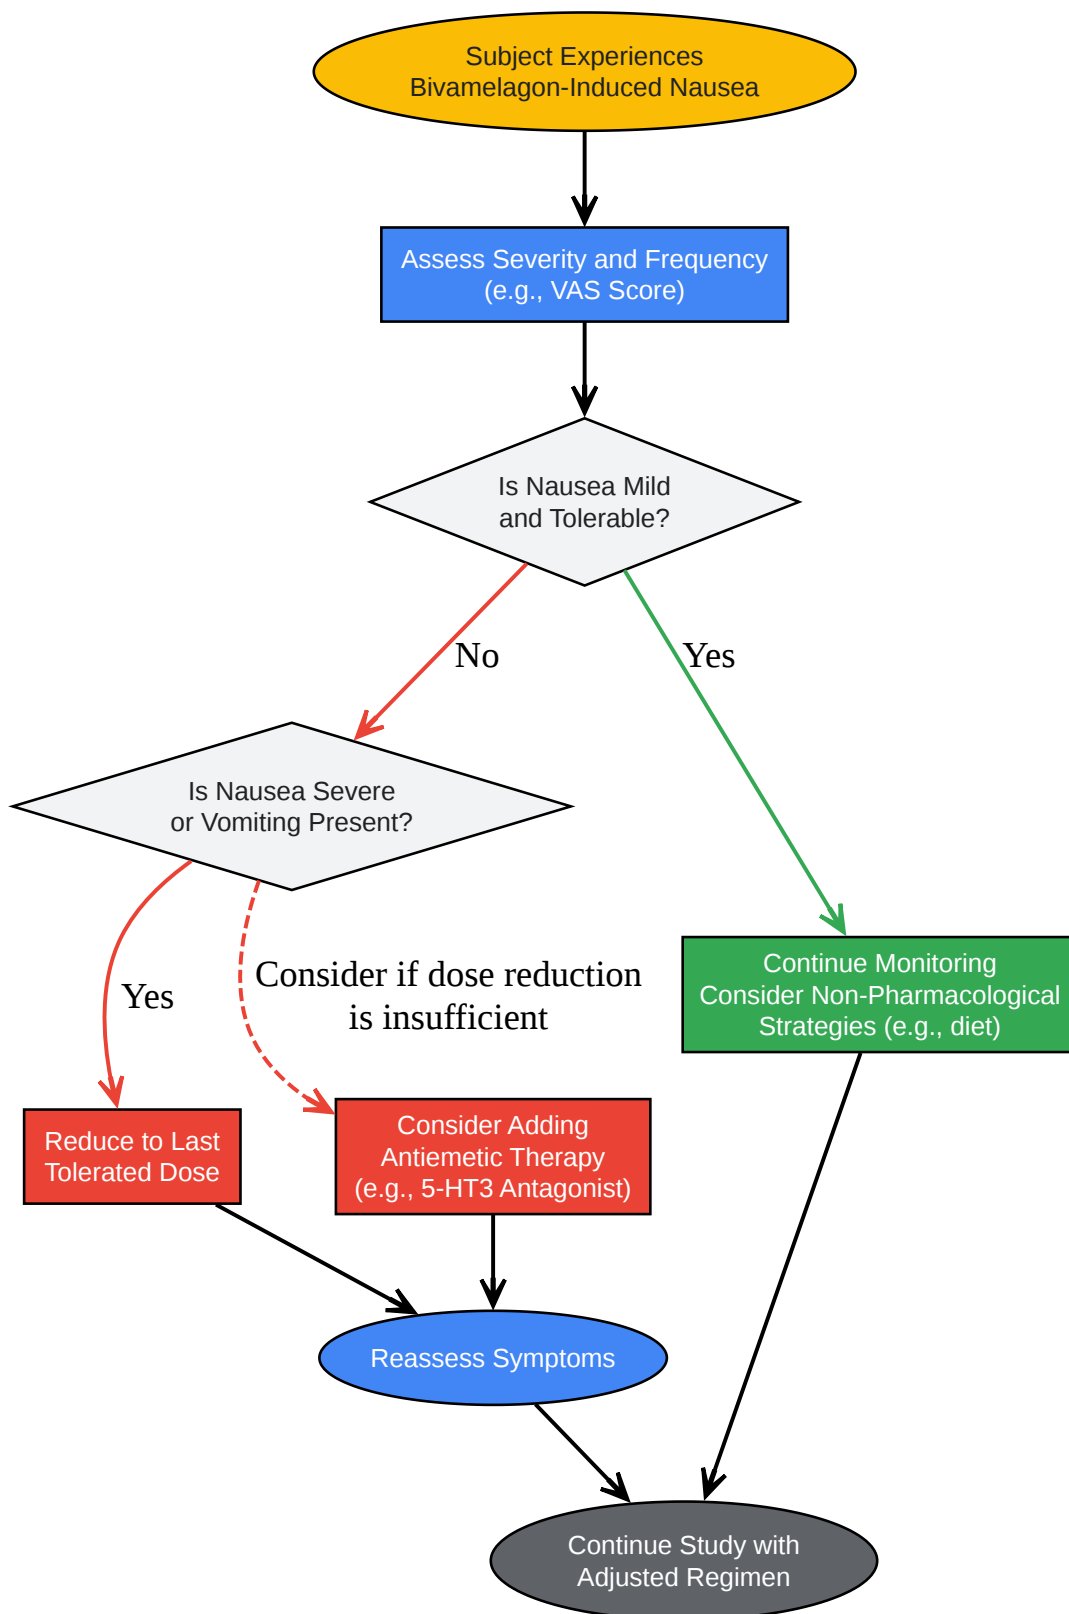 Subject Experiences
Bivamelagon-Induced Nausea
Assess Severity and Frequency
(e.g., VAS Score)
Is Nausea Mild
and Tolerable?
No
Yes
Is Nausea Severe
or Vomiting Present?
Yes
Consider if dose reduction
is insufficient
Continue Monitoring
Consider Non-Pharmacological
Strategies (e.g., diet)
Reduce to Last
Tolerated Dose
Consider Adding
Antiemetic Therapy
(e.g., 5-HT3 Antagonist)
Reassess Symptoms
Continue Study with
Adjusted Regimen